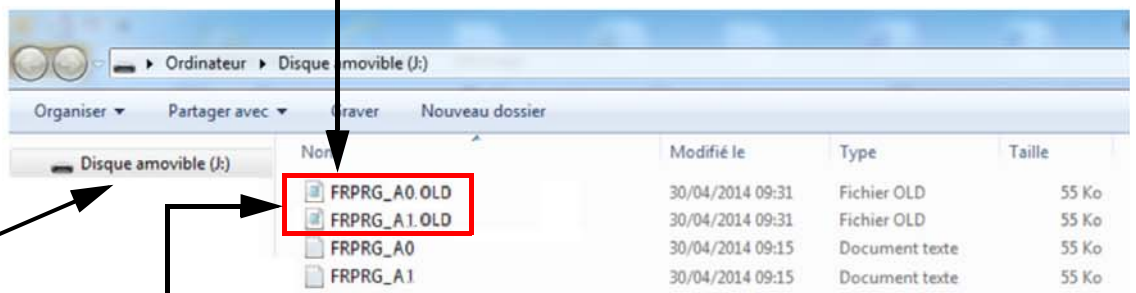 Ordinateur Disque amovible (J:)
Organiser Partager avec Graver Nouveau dossier
Disque amovible (J:)
Nom Modifié le Type Taille
FRPRG_A0.OLD 30/04/2014 09:31 Fichier OLD 55 Ko
FRPRG_A1.OLD 30/04/2014 09:31 Fichier OLD 55 Ko
FRPRG_A0 30/04/2014 09:15 Document texte 55 Ko
FRPRG_A1 30/04/2014 09:15 Document texte 55 Ko